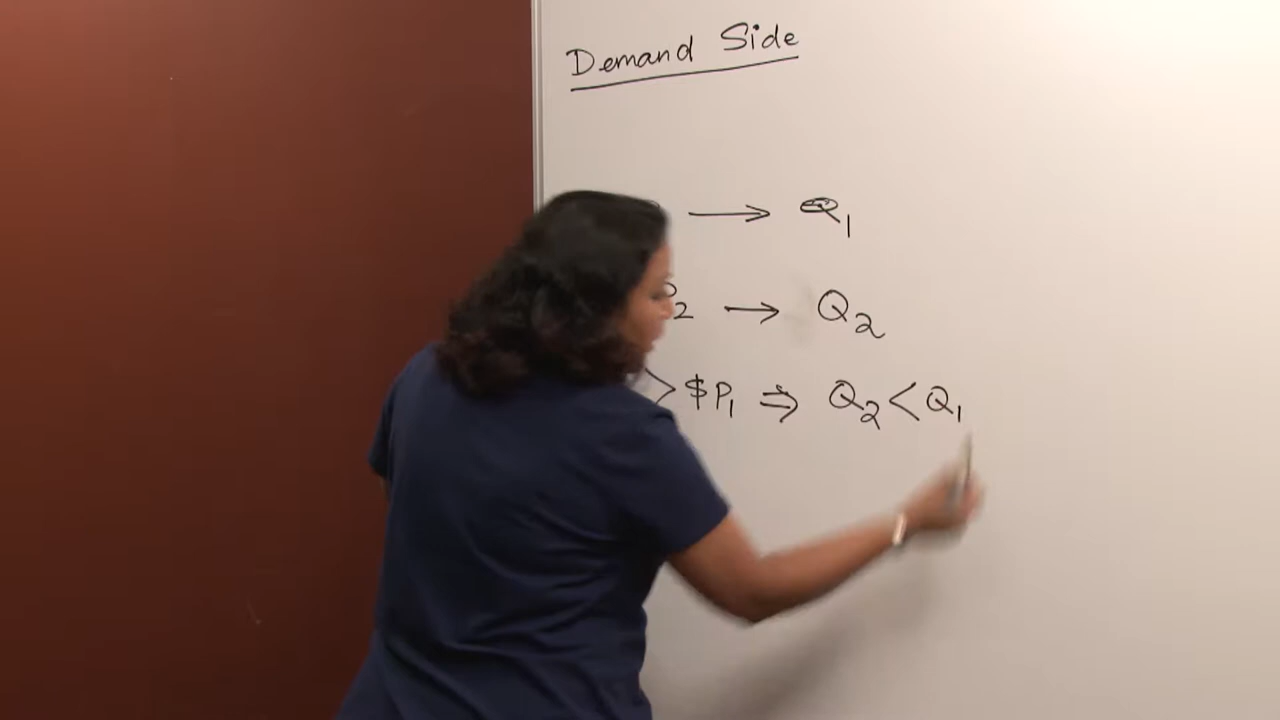 Demand Side
→ Q₁
₂ → Q₂
> $P₁ ⇒ Q₂ < Q₁